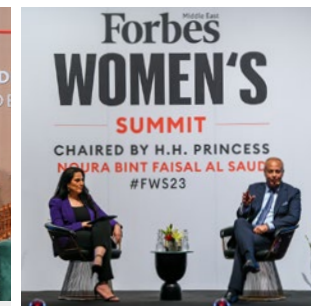 Forbes
Middle East
WOMEN'S
SUMMIT
CHAIRED BY H.H. PRINCESS
NOURA BINT FAISAL AL SAUD
#FWS23